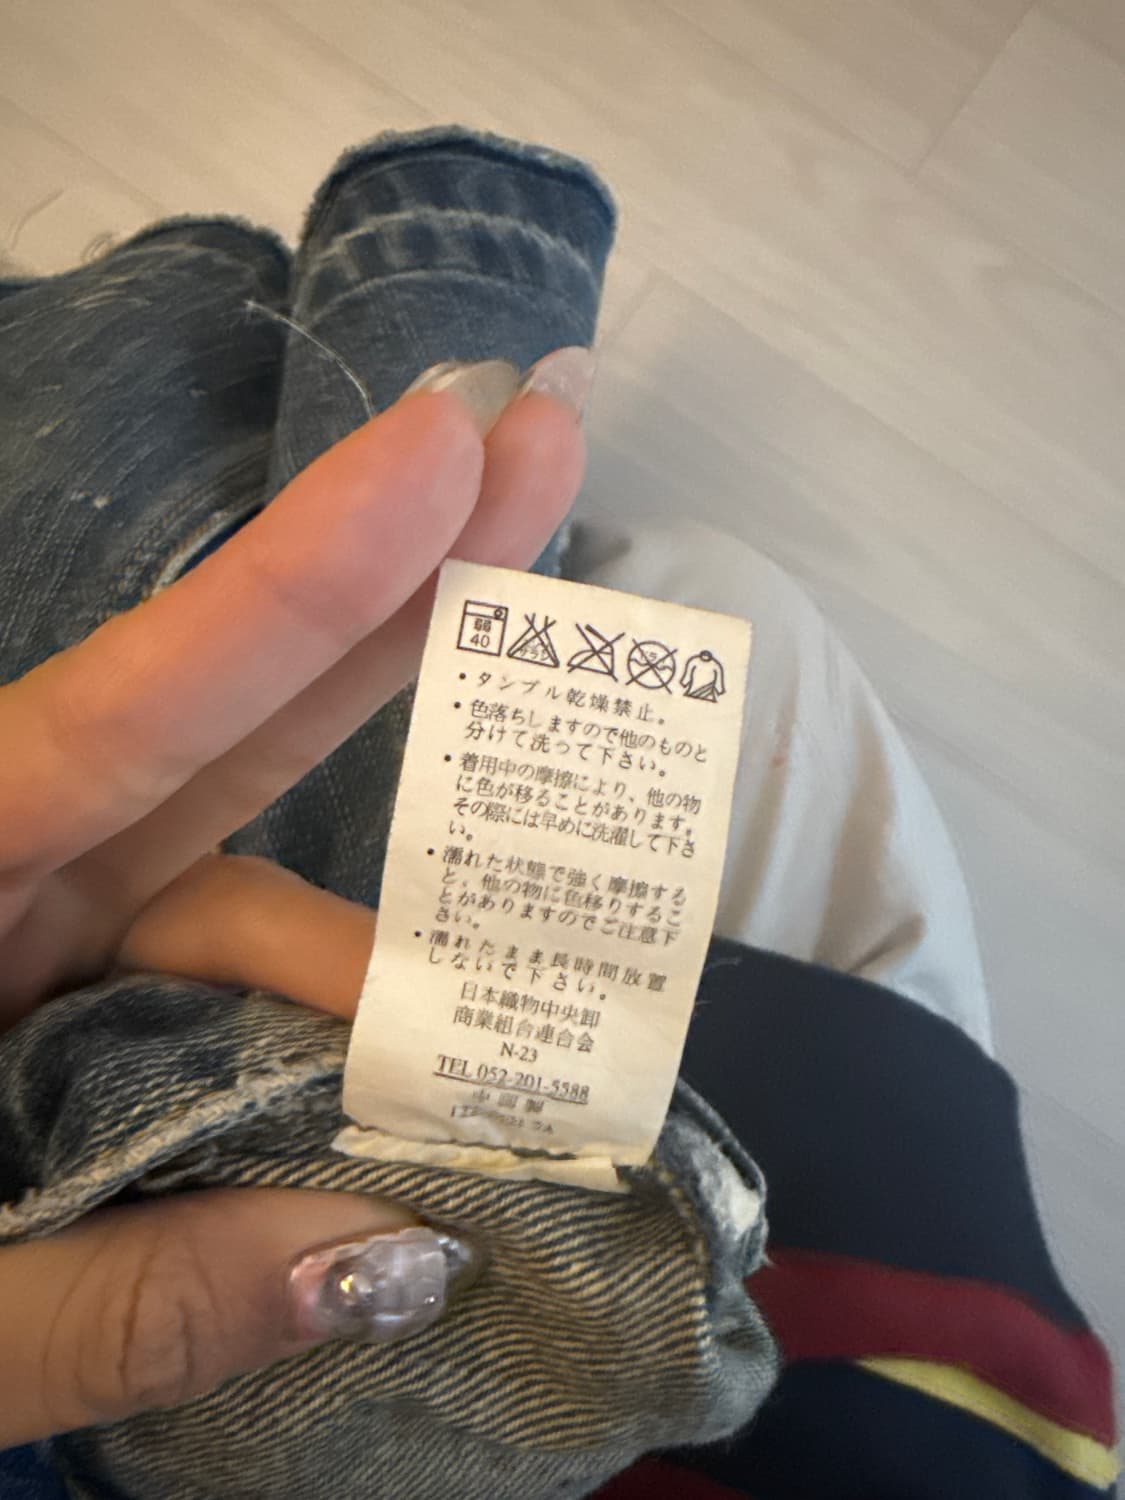 弱
40
・タンブル乾燥禁止。
・色落ちしますので他のものと
分けて洗って下さい。
・着用中の摩擦により、他の物
に色が移ることがあります。
その際には早めに洗濯して下さ
い。
・濡れた状態で強く摩擦する
と、他の物に色移りするこ
とがありますのでご注意下
さい。
・濡れたまま長時間放置
しないで下さい。
日本織物中央卸
商業組合連合会
N-23
TEL 052-201-5588
中国製